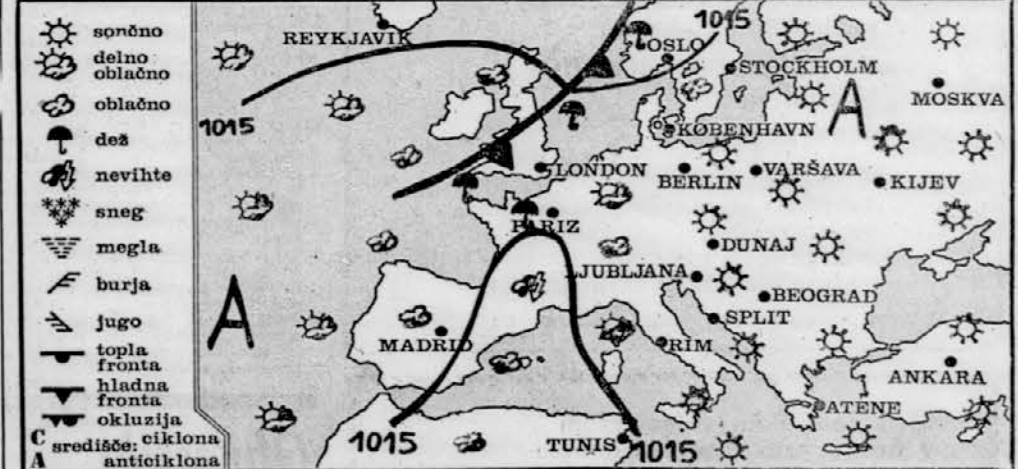 sončno
delno
oblačno
oblačno
dež
nevihte
sneg
megla
burja
jugo
topla
fronta
hladna
fronta
okluzija
C središče: ciklona
A anticiklona
REYKJAVIK
1015
OSLO
STOCKHOLM
MOSKVA
A
1015
KØBENHAVN
LONDON
BERLIN
VARŠAVA
KIJEV
PARIZ
DUNAJ
LJUBLJANA
BEOGRAD
A
SPLIT
MADRID
RIM
ANKARA
ATENE
1015
TUNIS
1015